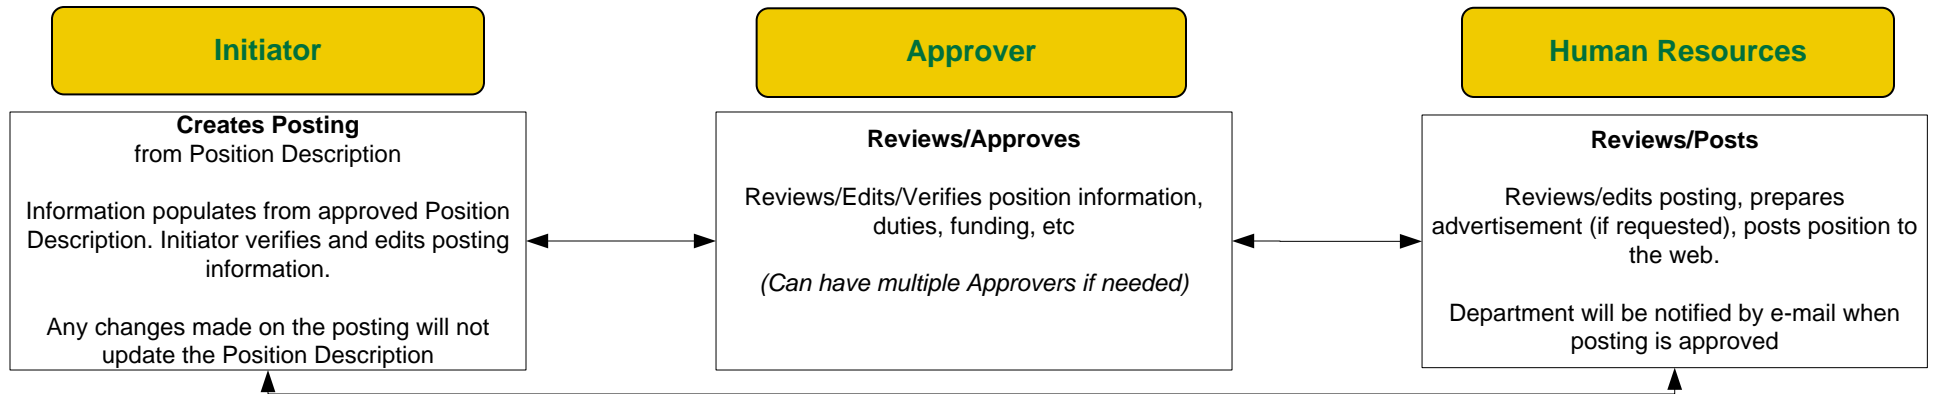 Initiator
Approver
Human Resources
Creates Posting
from Position Description
Information populates from approved Position
Description. Initiator verifies and edits posting
information.
Any changes made on the posting will not
update the Position Description
Reviews/Approves
Reviews/Edits/Verifies position information,
duties, funding, etc
(Can have multiple Approvers if needed)
Reviews/Posts
Reviews/edits posting, prepares
advertisement (if requested), posts position to
the web.
Department will be notified by e-mail when
posting is approved